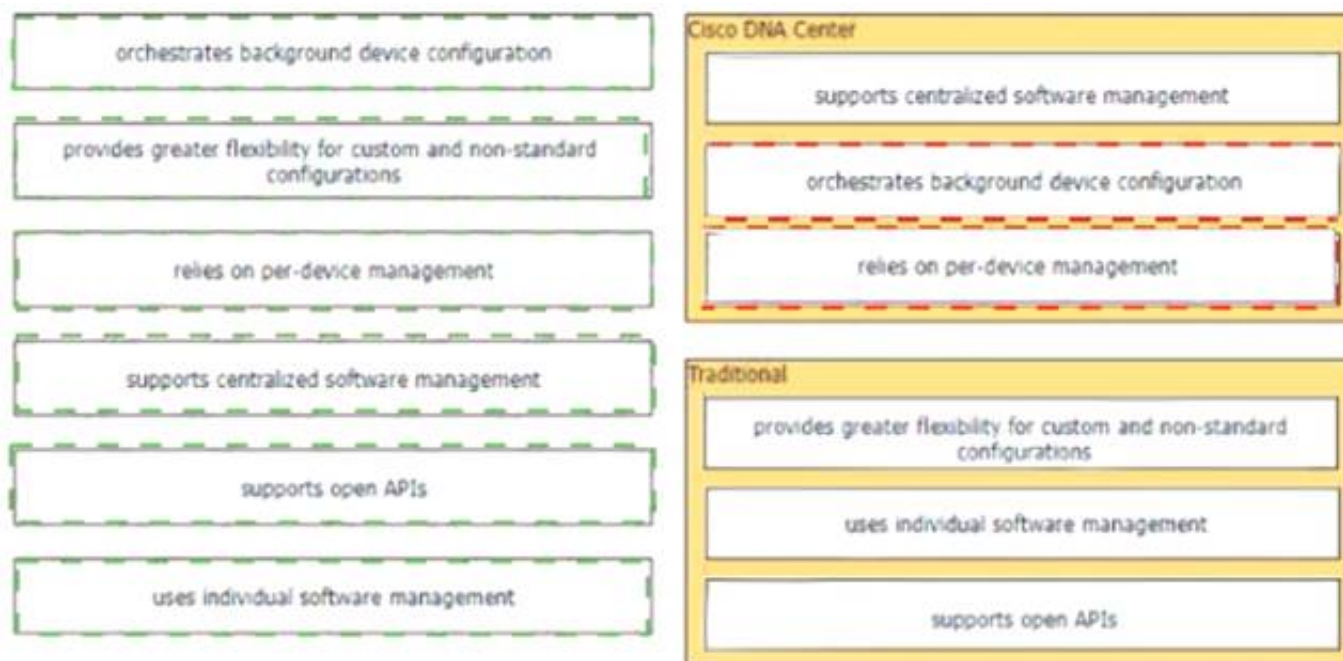 orchestrates background device configuration
provides greater flexibility for custom and non-standard
configurations
relies on per-device management
supports centralized software management
supports open APIs
uses individual software management
Cisco DNA Center
supports centralized software management
orchestrates background device configuration
relies on per-device management
Traditional
provides greater flexibility for custom and non-standard
configurations
uses individual software management
supports open APIs